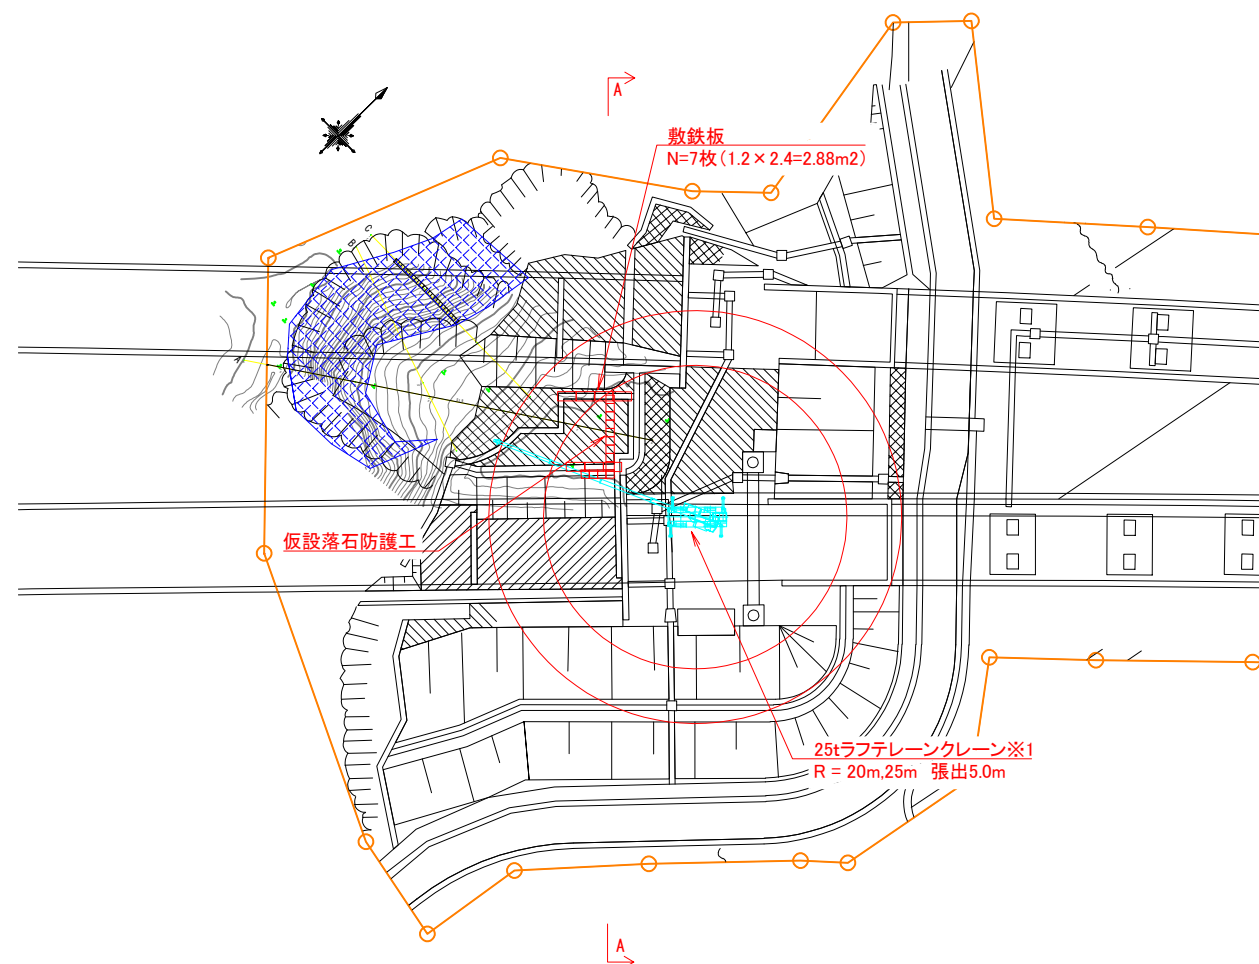 A
敷鉄板
N=7枚(1.2×2.4=2.88m2)
C
B
A
仮設落石防護工
25tラフテレーンクレーン※1
R = 20m,25m 張出5.0m
A